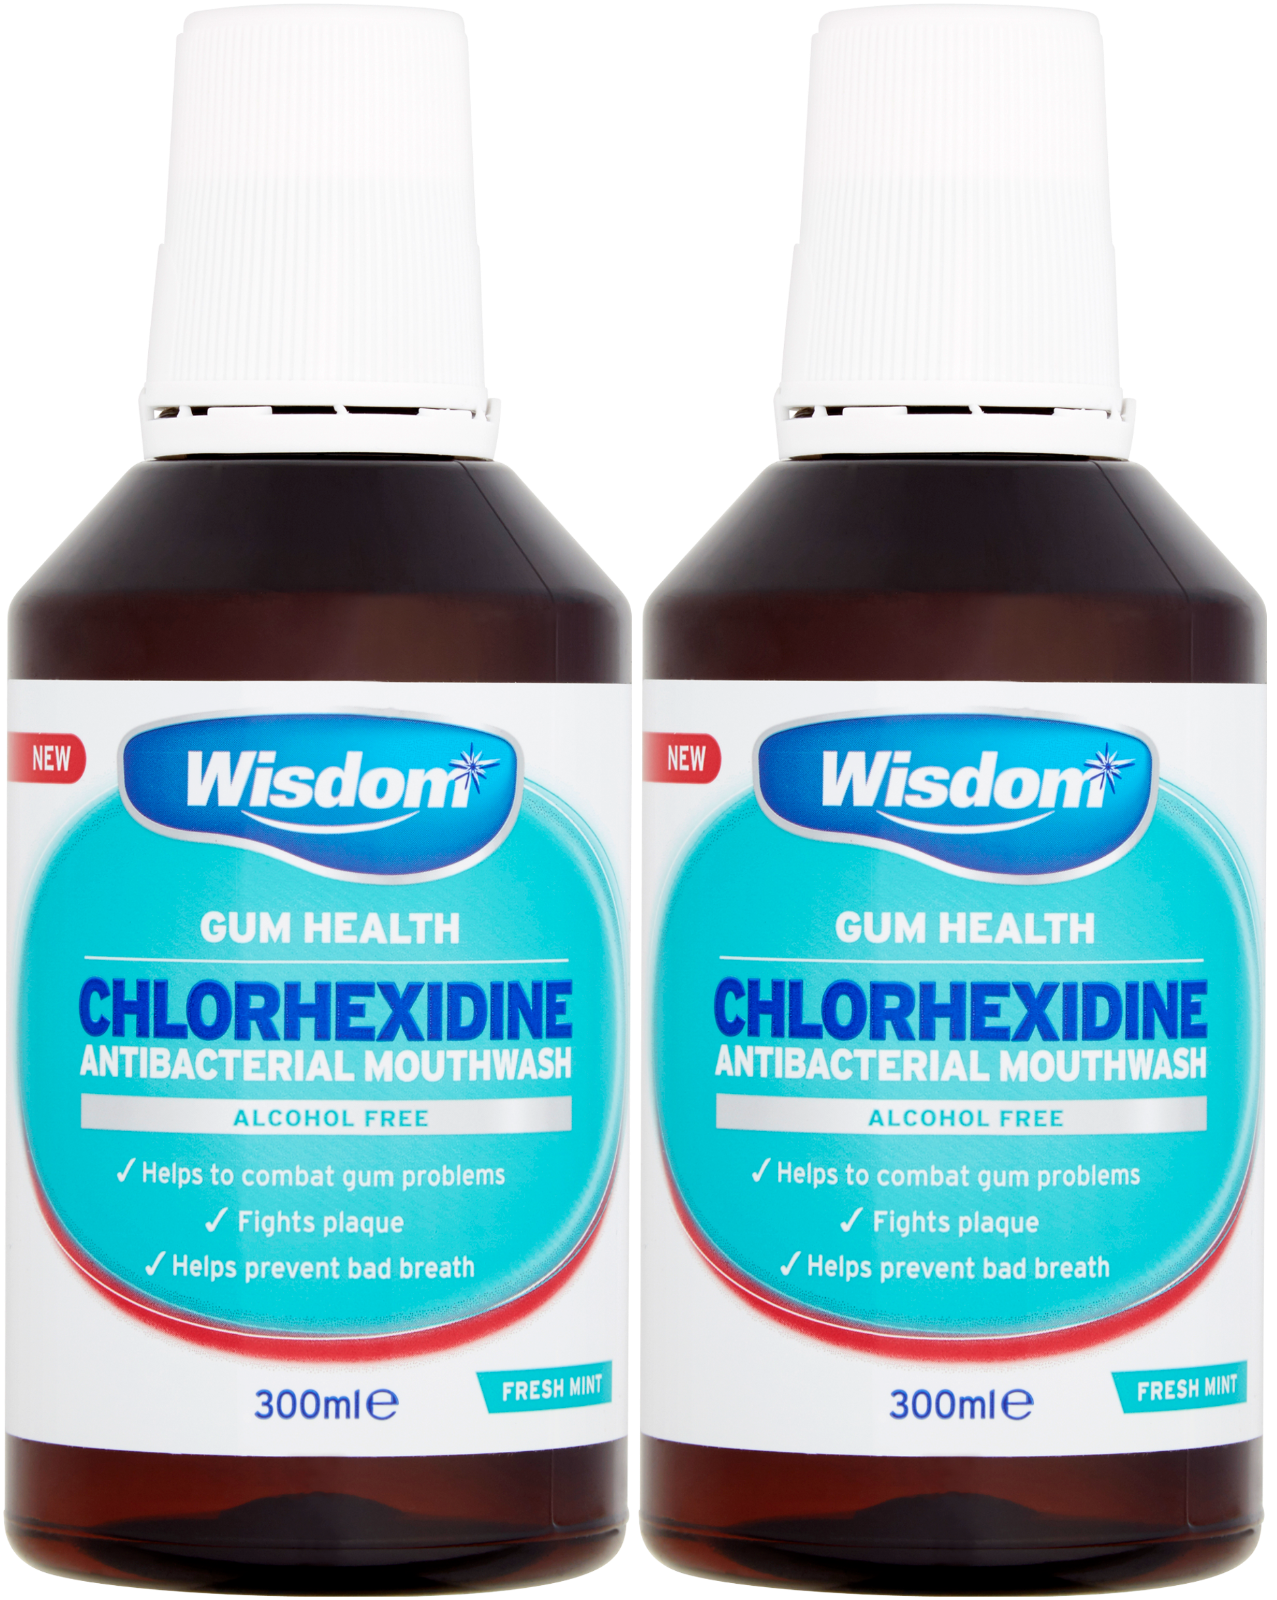 NEW
Wisdom
GUM HEALTH
CHLORHEXIDINE
ANTIBACTERIAL MOUTHWASH
ALCOHOL FREE
✓ Helps to combat gum problems
✓ Fights plaque
✓ Helps prevent bad breath
300ml ℮
FRESH MINT
NEW
Wisdom
GUM HEALTH
CHLORHEXIDINE
ANTIBACTERIAL MOUTHWASH
ALCOHOL FREE
✓ Helps to combat gum problems
✓ Fights plaque
✓ Helps prevent bad breath
300ml ℮
FRESH MINT